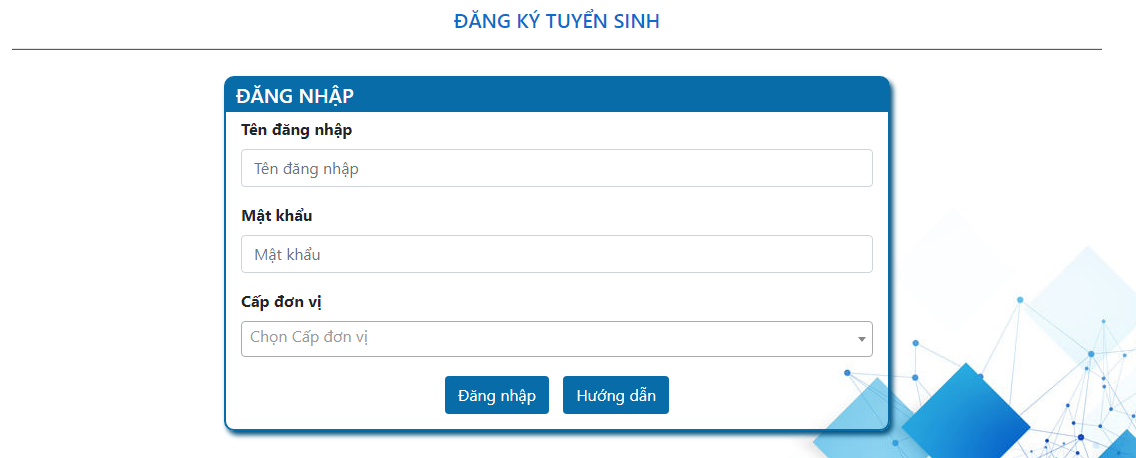 ĐĂNG KÝ TUYỂN SINH
ĐĂNG NHẬP
Tên đăng nhập
Tên đăng nhập
Mật khẩu
Mật khẩu
Cấp đơn vị
Chọn Cấp đơn vị
Đăng nhập Hướng dẫn